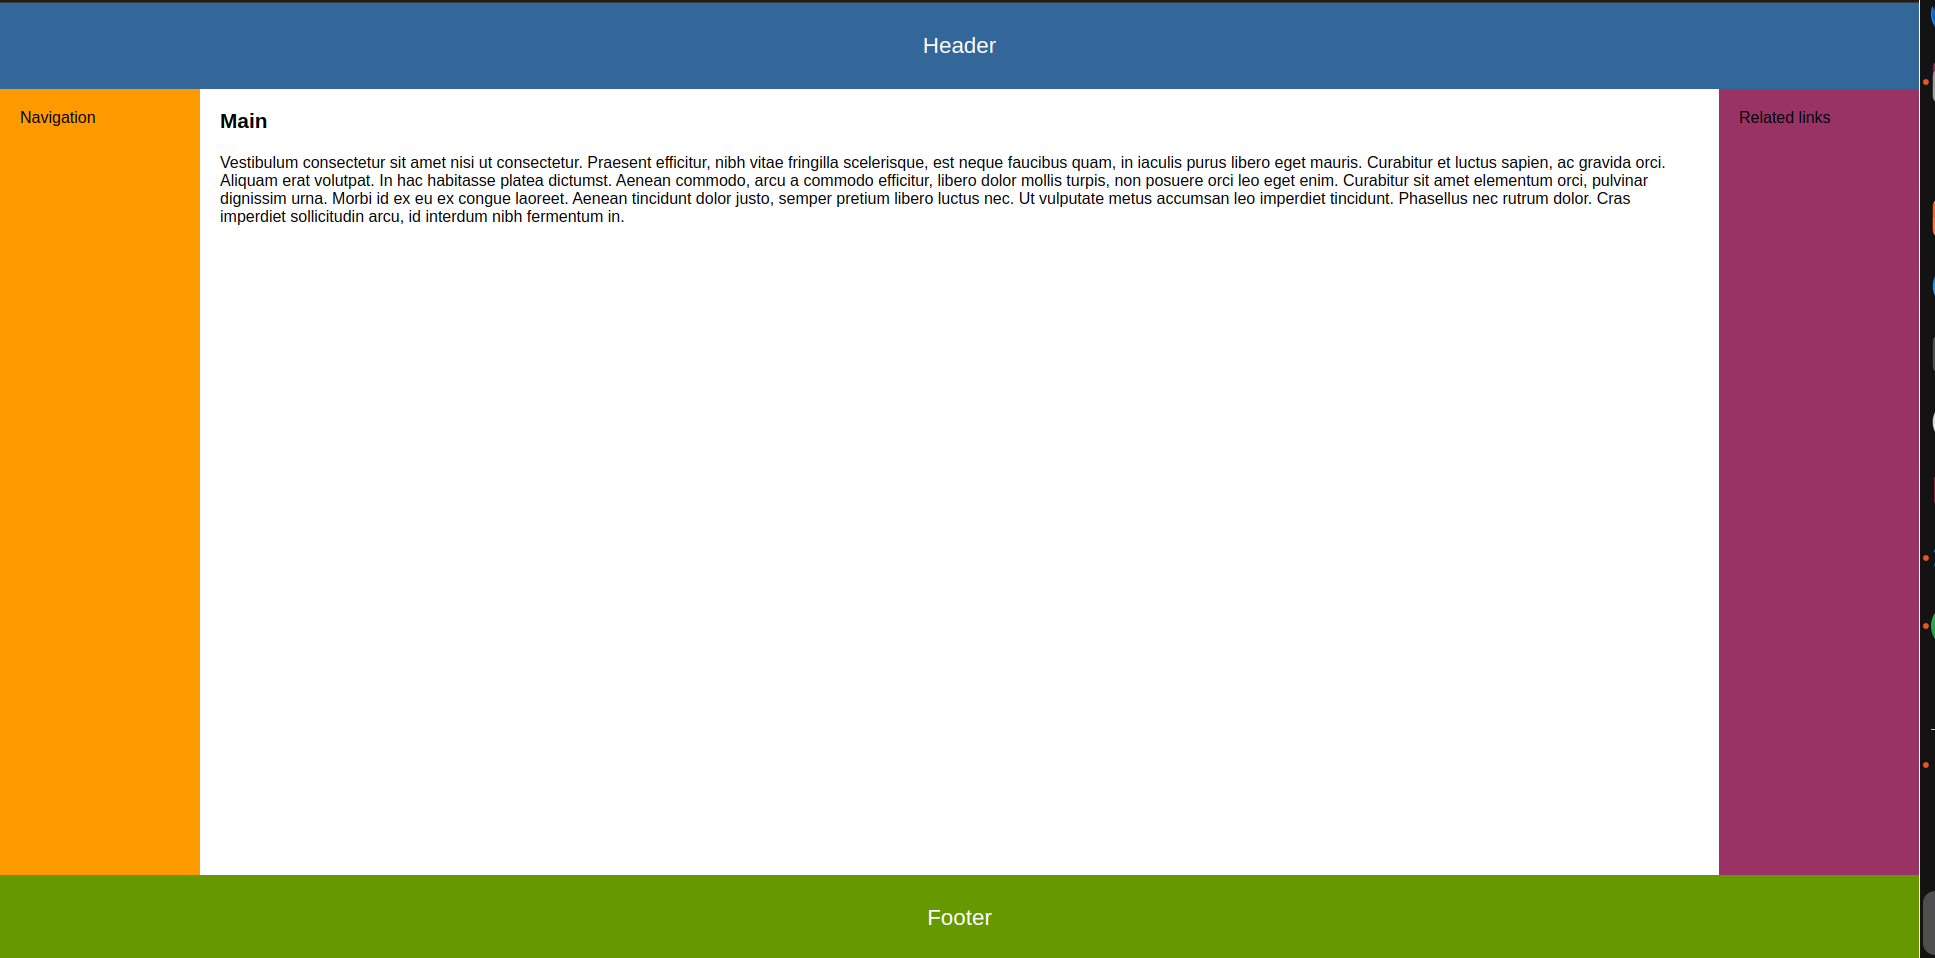 Header
Navigation
Main
Related links
Vestibulum consectetur sit amet nisi ut consectetur. Praesent efficitur, nibh vitae fringilla scelerisque, est neque faucibus quam, in iaculis purus libero eget mauris. Curabitur et luctus sapien, ac gravida orci.
Aliquam erat volutpat. In hac habitasse platea dictumst. Aenean commodo, arcu a commodo efficitur, libero dolor mollis turpis, non posuere orci leo eget enim. Curabitur sit amet elementum orci, pulvinar
dignissim urna. Morbi id ex eu ex congue laoreet. Aenean tincidunt dolor justo, semper pretium libero luctus nec. Ut vulputate metus accumsan leo imperdiet tincidunt. Phasellus nec rutrum dolor. Cras
imperdiet sollicitudin arcu, id interdum nibh fermentum in.
Footer